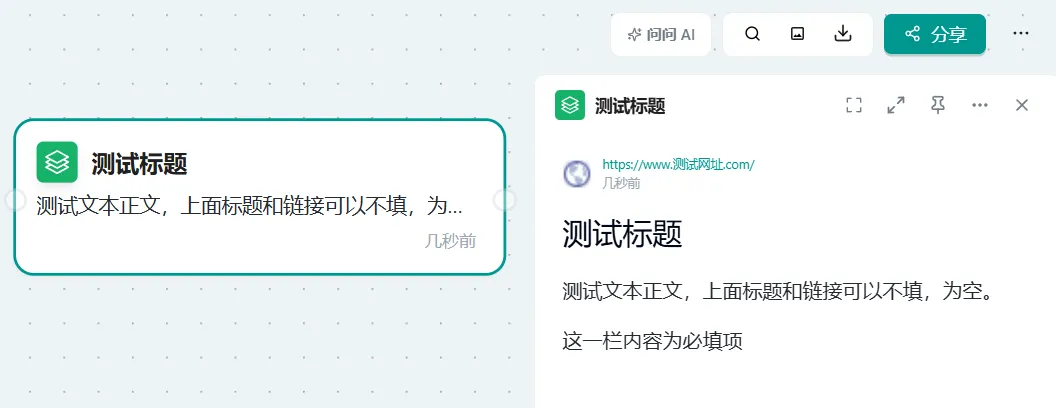 问问 AI
分享
测试标题
测试文本正文，上面标题和链接可以不填，为...
几秒前
测试标题
https://www.测试网址.com/
几秒前
测试标题
测试文本正文，上面标题和链接可以不填，为空。
这一栏内容为必填项